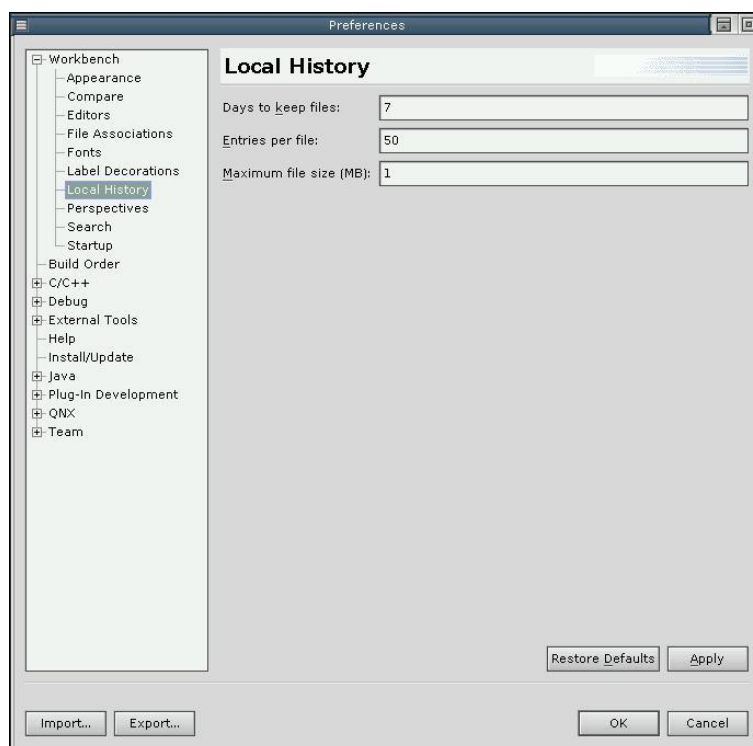 Preferences
Workbench
Appearance
Compare
Editors
File Associations
Fonts
Label Decorations
Local History
Perspectives
Search
Startup
Build Order
C/C++
Debug
External Tools
Help
Install/Update
Java
Plug-In Development
QNX
Team
Local History
Days to keep files: 7
Entries per file: 50
Maximum file size (MB): 1
Restore Defaults Apply
Import... Export... OK Cancel